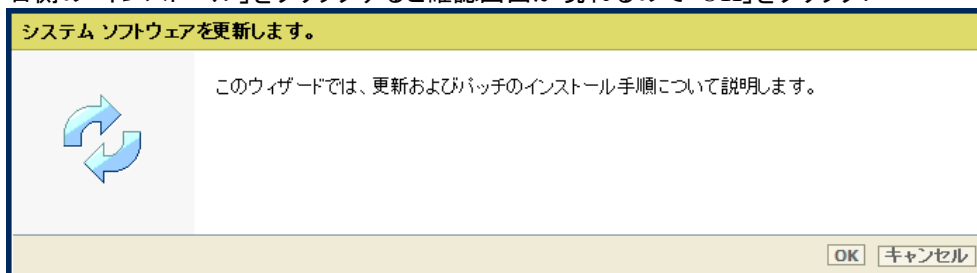 システム ソフトウェアを更新します。
このウィザードでは、更新およびパッチのインストール手順について説明します。
OK キャンセル